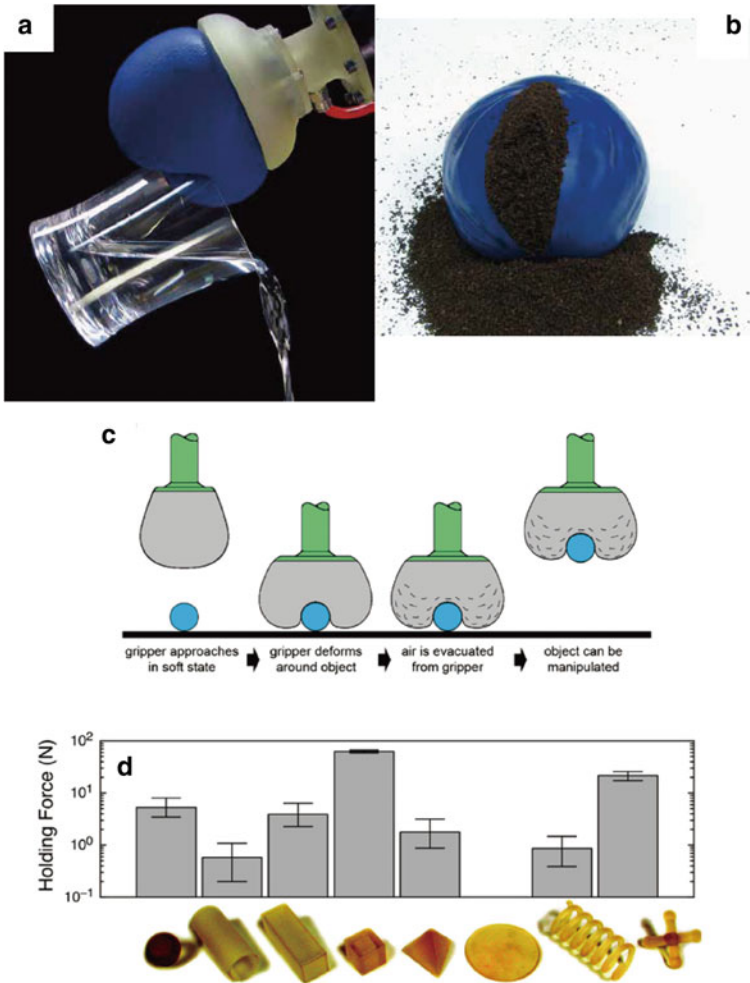 a
b
c
gripper approaches
in soft state
gripper deforms
around object
air is evacuated
from gripper
object can be
manipulated
d
Holding Force (N)
10²
10¹
10⁰
10⁻¹